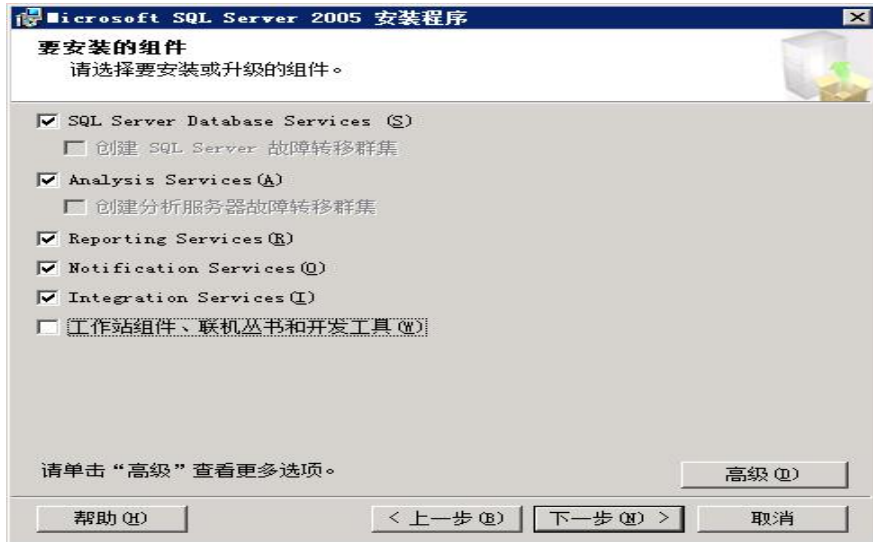 Microsoft SQL Server 2005 安装程序
要安装的组件
请选择要安装或升级的组件。
SQL Server Database Services (S)
创建 SQL Server 故障转移群集
Analysis Services(A)
创建分析服务器故障转移群集
Reporting Services(R)
Notification Services(O)
Integration Services(I)
工作站组件、联机丛书和开发工具(W)
请单击“高级”查看更多选项。
高级(D)
帮助(H)
< 上一步(B)
下一步(N) >
取消